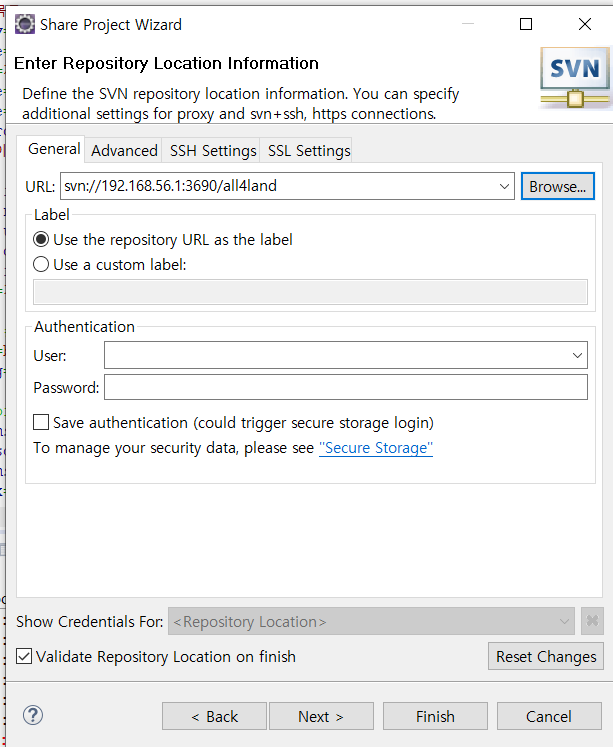 Share Project Wizard
Enter Repository Location Information
Define the SVN repository location information. You can specify
additional settings for proxy and svn+ssh, https connections.
SVN
General Advanced SSH Settings SSL Settings
URL: svn://192.168.56.1:3690/all4land Browse...
Label
Use the repository URL as the label
Use a custom label:
Authentication
User:
Password:
Save authentication (could trigger secure storage login)
To manage your security data, please see "Secure Storage"
Show Credentials For: <Repository Location>
Validate Repository Location on finish Reset Changes
? < Back Next > Finish Cancel